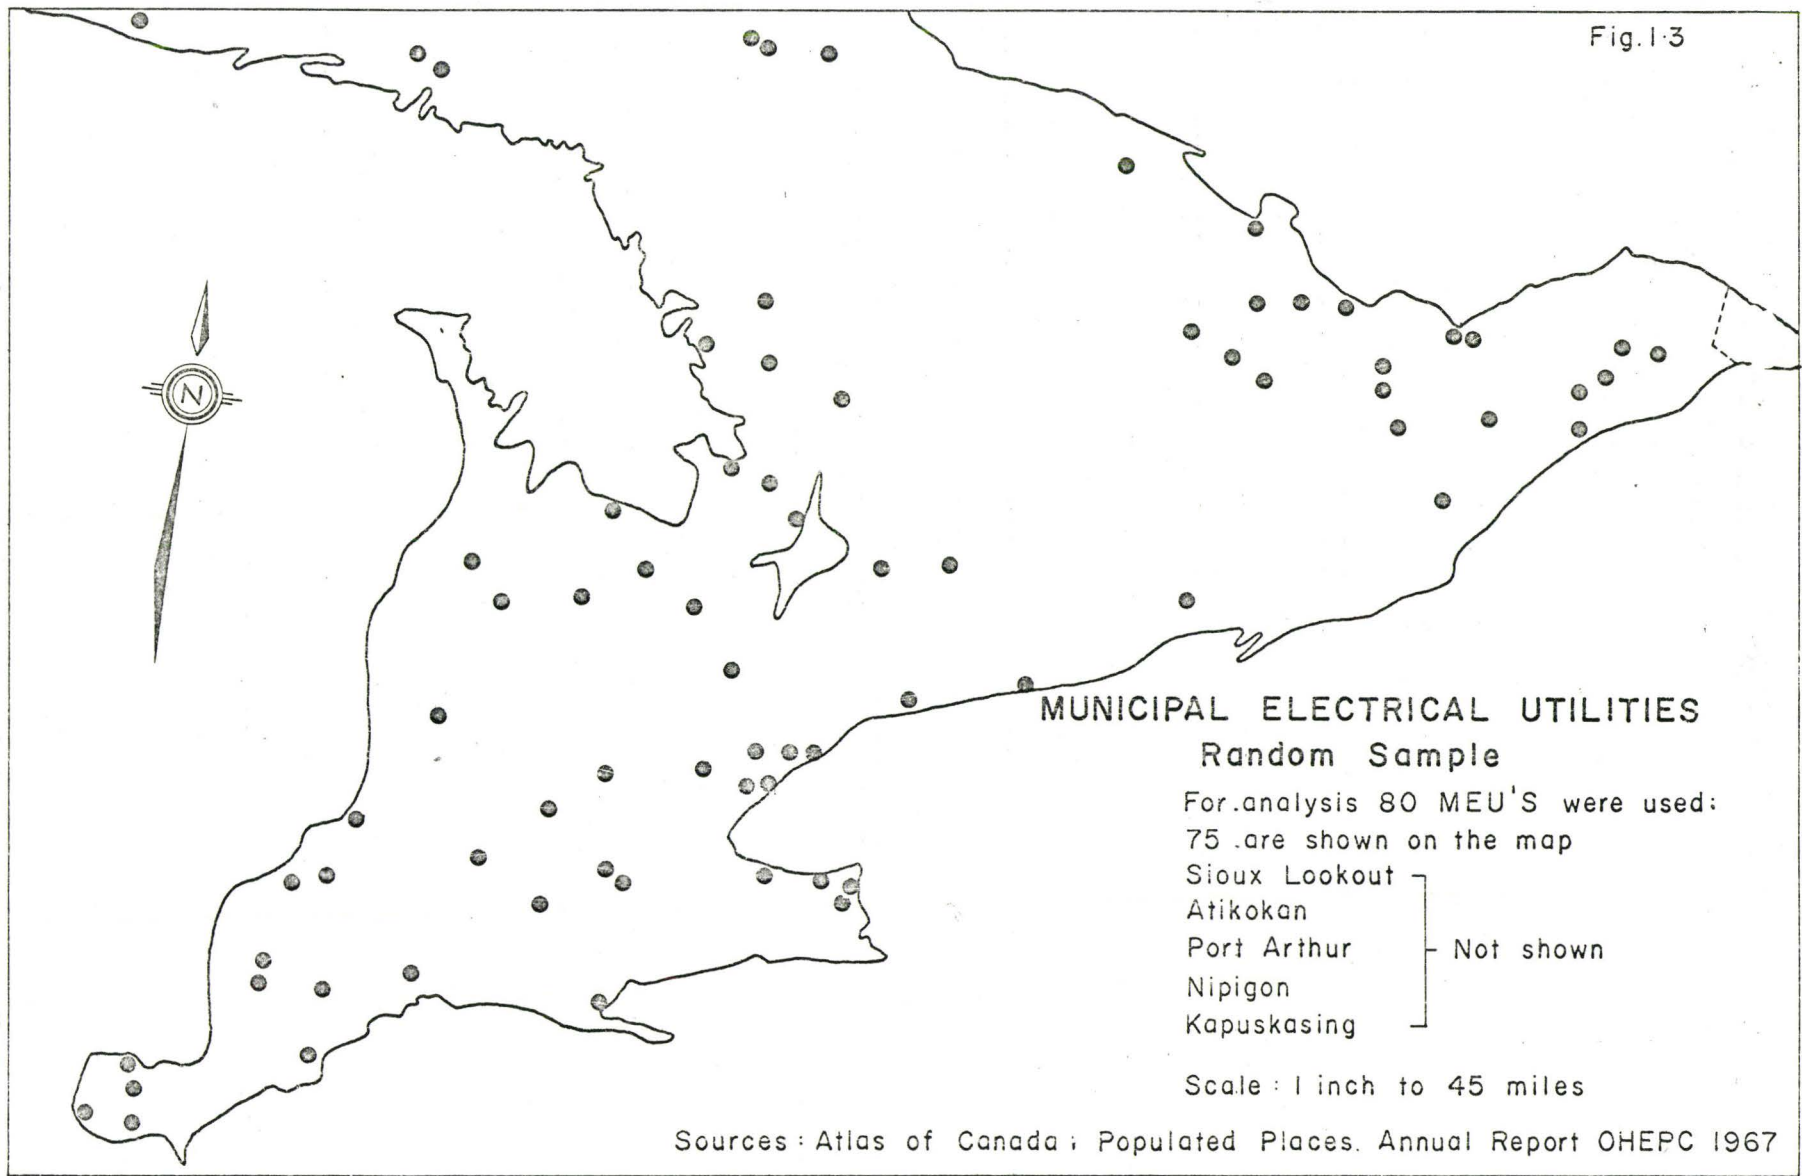 Fig. 1·3
N
MUNICIPAL ELECTRICAL UTILITIES
Random Sample
For.analysis 80 MEU'S were used:
75 .are shown on the map
Sioux Lookout
Atikokan
Port Arthur
Not shown
Nipigon
Kapuskasing
Scale : 1 inch to 45 miles
Sources : Atlas of Canada ; Populated Places. Annual Report OHEPC 1967